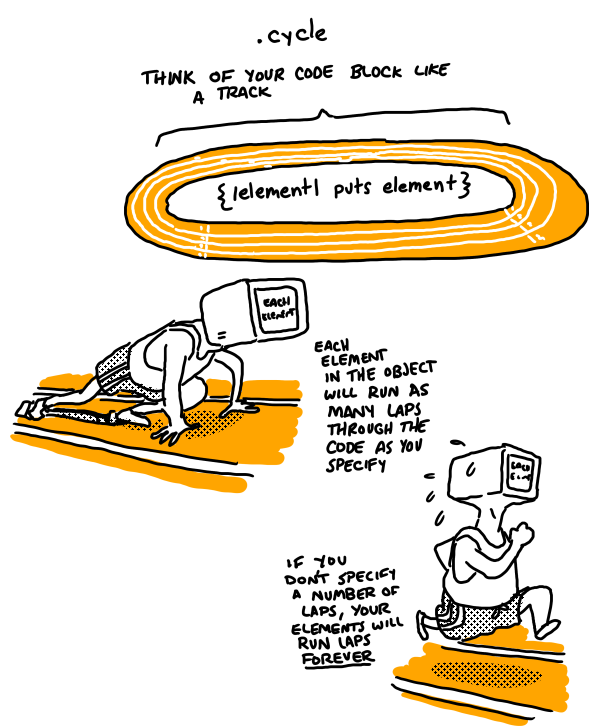 .cycle
THINK OF YOUR CODE BLOCK LIKE
A TRACK
{|element| puts element}
EACH
ELEMENT
EACH
ELEMENT
IN THE OBJECT
WILL RUN AS
MANY LAPS
THROUGH THE
CODE AS YOU
SPECIFY
EACH
IF YOU
DON'T SPECIFY
A NUMBER OF
LAPS, YOUR
ELEMENTS WILL
RUN LAPS
FOREVER